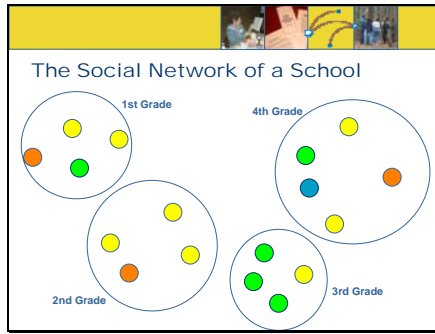 The Social Network of a School
1st Grade
4th Grade
2nd Grade
3rd Grade